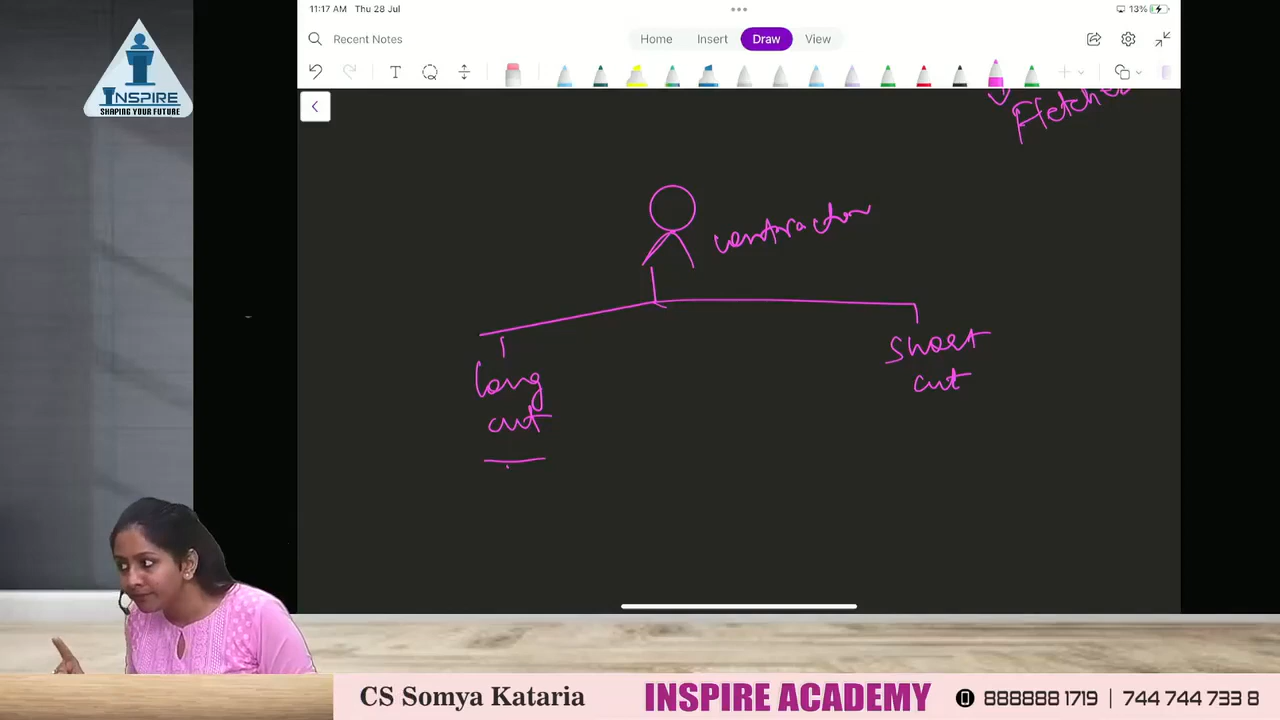 11:17 AM Thu 28 Jul
13%
INSPIRE
SHAPING YOUR FUTURE
Recent Notes
Home Insert Draw View
contractor
long
cut
short
cut
CS Somya Kataria INSPIRE ACADEMY 888888 1719 | 744 744 733 8